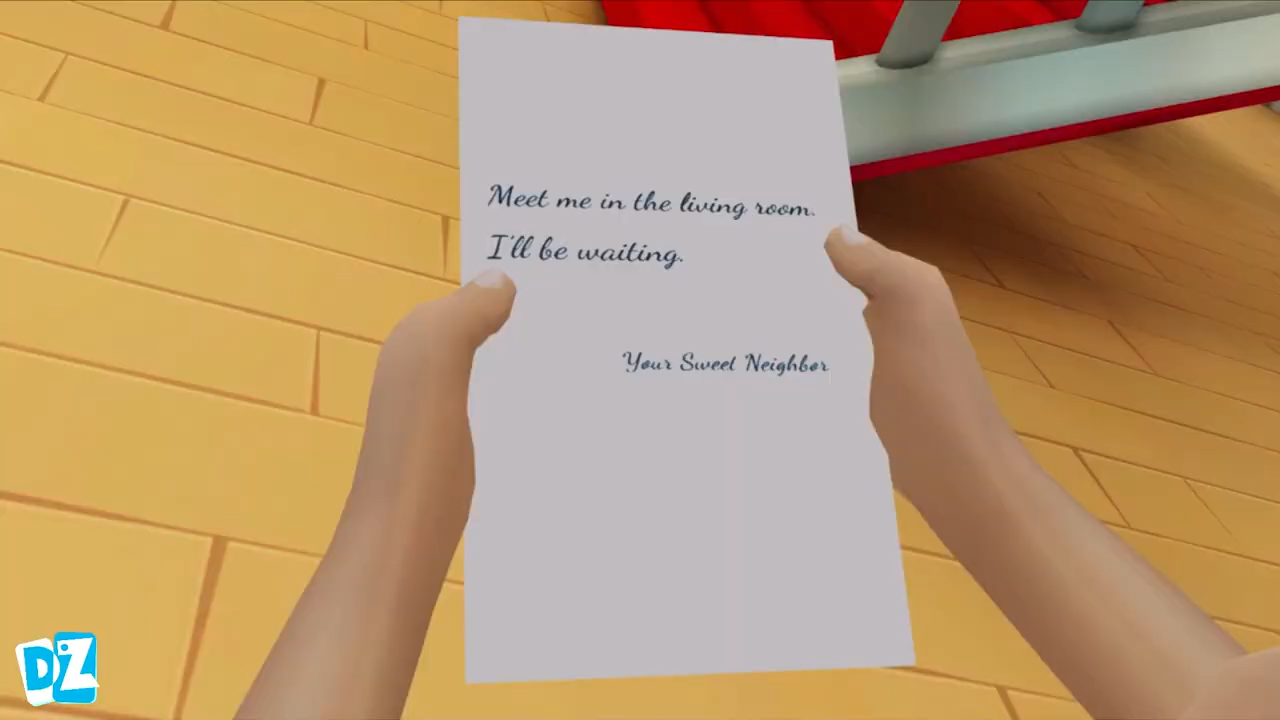 Meet me in the living room.
I'll be waiting.
Your Sweet Neighbor
DZ